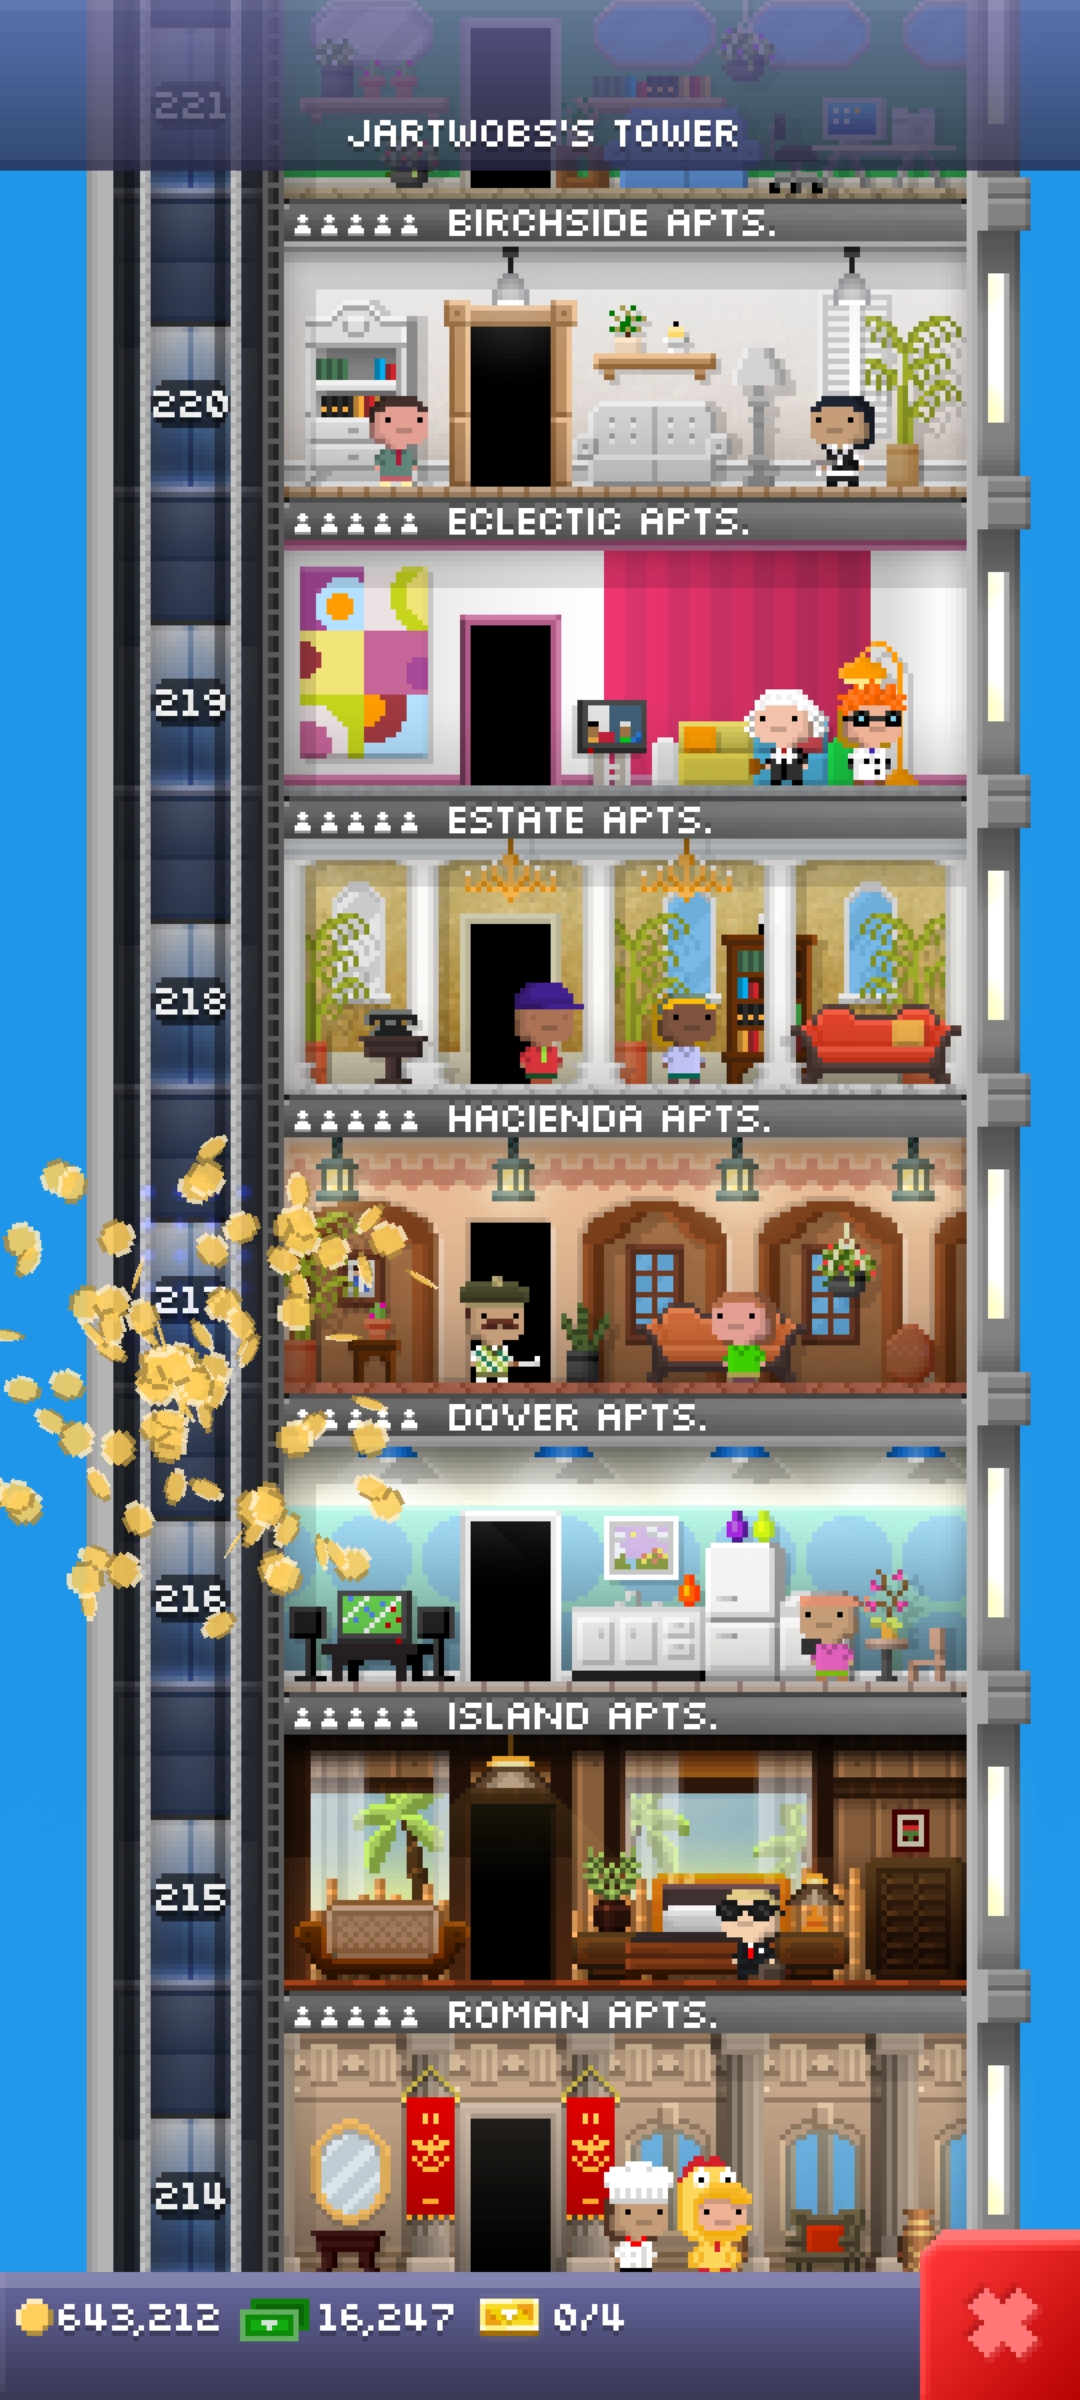 221
JARTWOBS'S TOWER
BIRCHSIDE APTS.
220
ECLECTIC APTS.
219
ESTATE APTS.
218
HACIENDA APTS.
217
DOVER APTS.
216
ISLAND APTS.
215
ROMAN APTS.
214
643,212 16,247 0/4